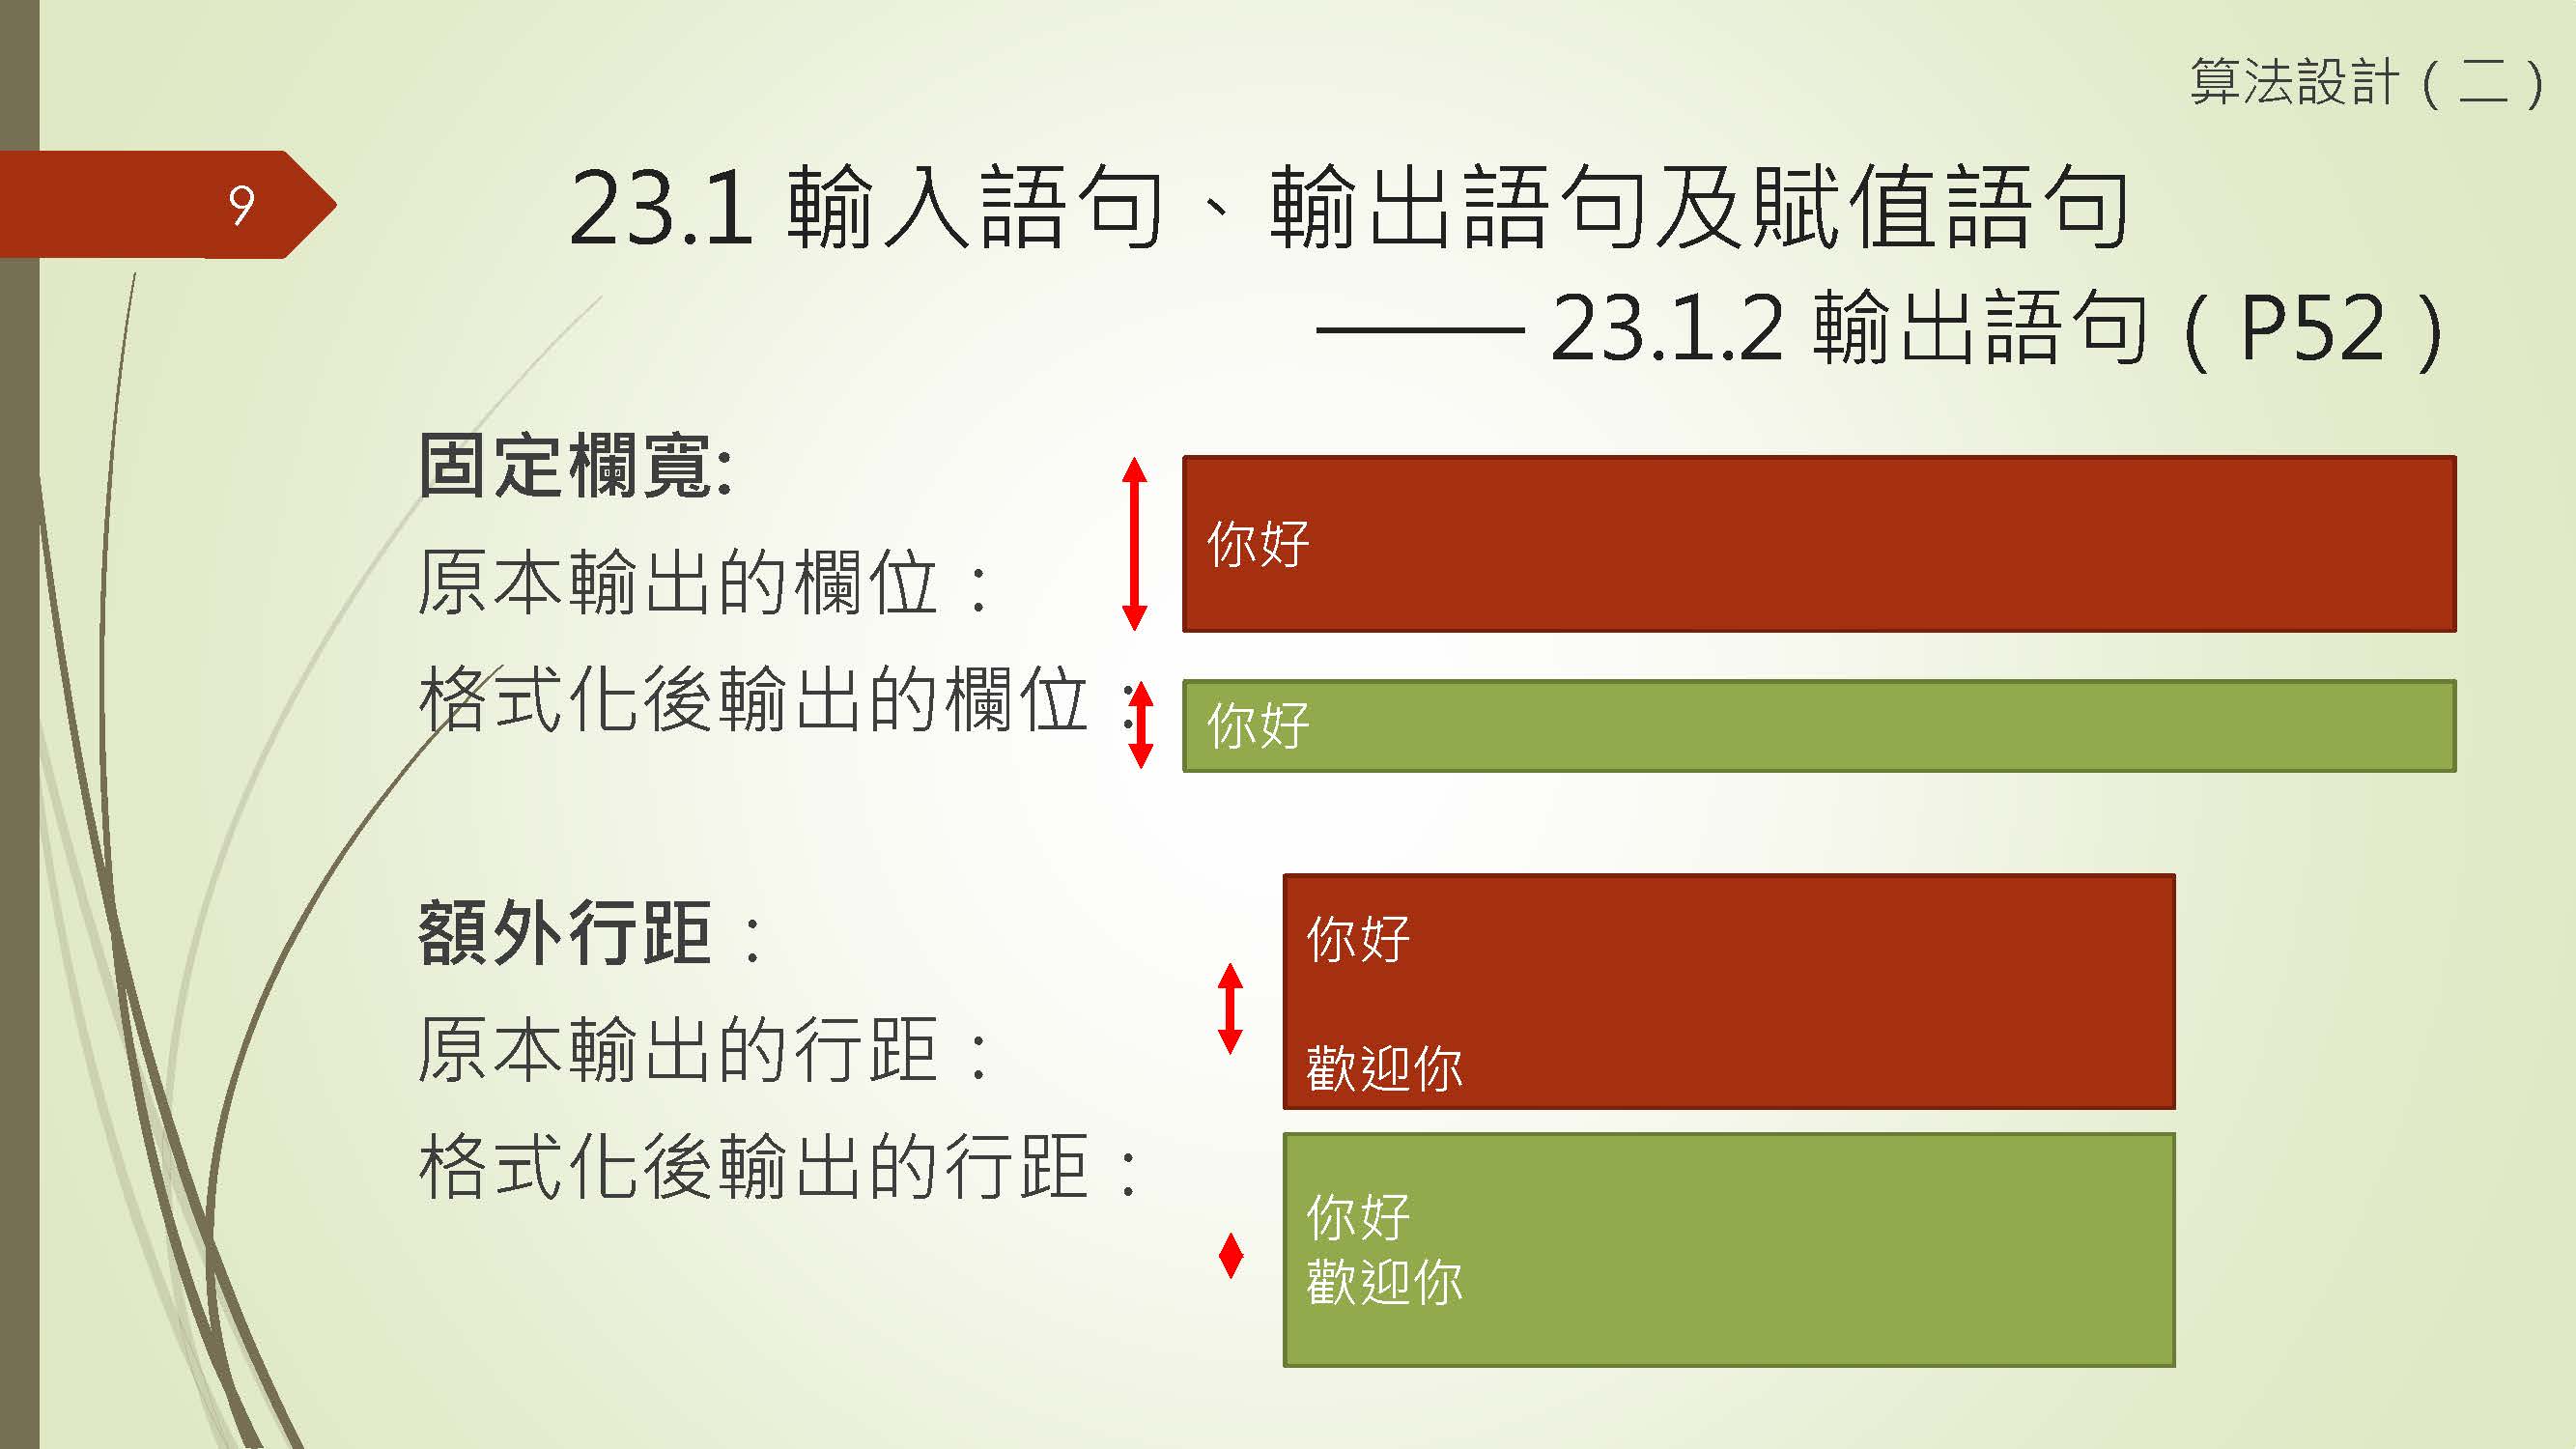 算法設計（二）
9
23.1 輸入語句、輸出語句及賦值語句
—— 23.1.2 輸出語句（P52）
固定欄寬:
原本輸出的欄位：
你好
格式化後輸出的欄位：
你好
額外行距：
原本輸出的行距：
你好
歡迎你
格式化後輸出的行距：
你好
歡迎你